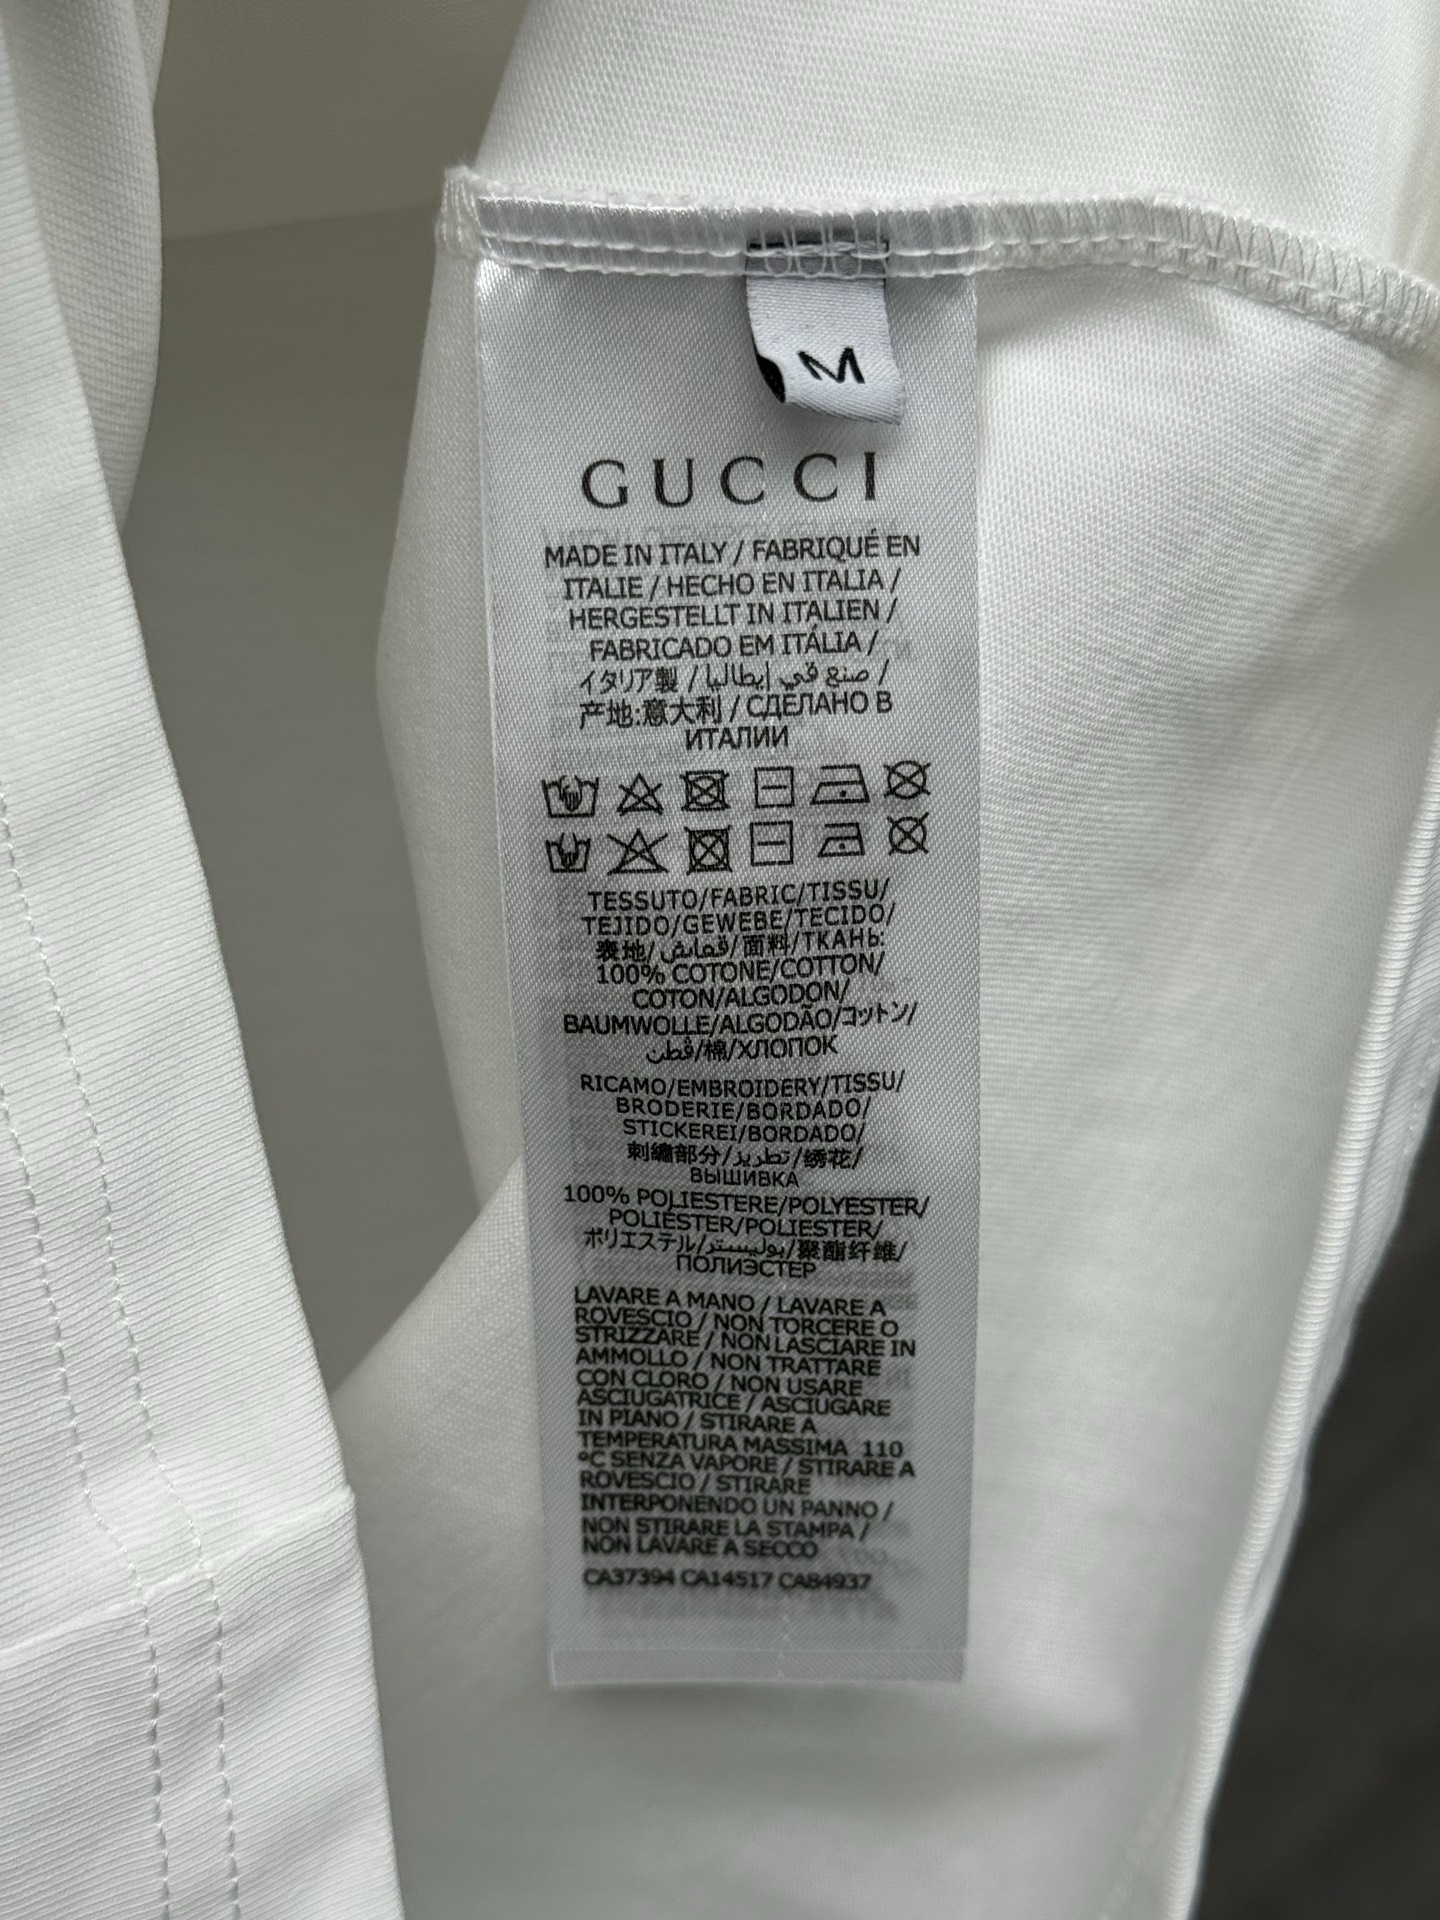 M
GUCCI
MADE IN ITALY / FABRIQUÉ EN
ITALIE / HECHO EN ITALIA /
HERGESTELLT IN ITALIEN /
FABRICADO EM ITÁLIA /
イタリア製 / صنع في إيطاليا /
产地:意大利 / СДЕЛАНО В
ИТАЛИИ
TESSUTO/FABRIC/TISSU/
TEJIDO/GEWEBE/TECIDO/
表地/قماش/面料/ТКАНЬ:
100% COTONE/COTTON/
COTON/ALGODON/
BAUMWOLLE/ALGODÃO/コットン/
قطن/棉/ХЛОПОК
RICAMO/EMBROIDERY/TISSU/
BRODERIE/BORDADO/
STICKEREI/BORDADO/
刺繍部分/تطريز/绣花/
ВЫШИВКА
100% POLIESTERE/POLYESTER/
POLIÉSTER/POLIESTER/
ポリエステル/بوليستر/聚酯纤维/
ПОЛИЭСТЕР
LAVARE A MANO / LAVARE A
ROVESCIO / NON TORCERE O
STRIZZARE / NON LASCIARE IN
AMMOLLO / NON TRATTARE
CON CLORO / NON USARE
ASCIUGATRICE / ASCIUGARE
IN PIANO / STIRARE A
TEMPERATURA MASSIMA 110
°C SENZA VAPORE / STIRARE A
ROVESCIO / STIRARE
INTERPONENDO UN PANNO /
NON STIRARE LA STAMPA /
NON LAVARE A SECCO
CA37394 CA14517 CA84937